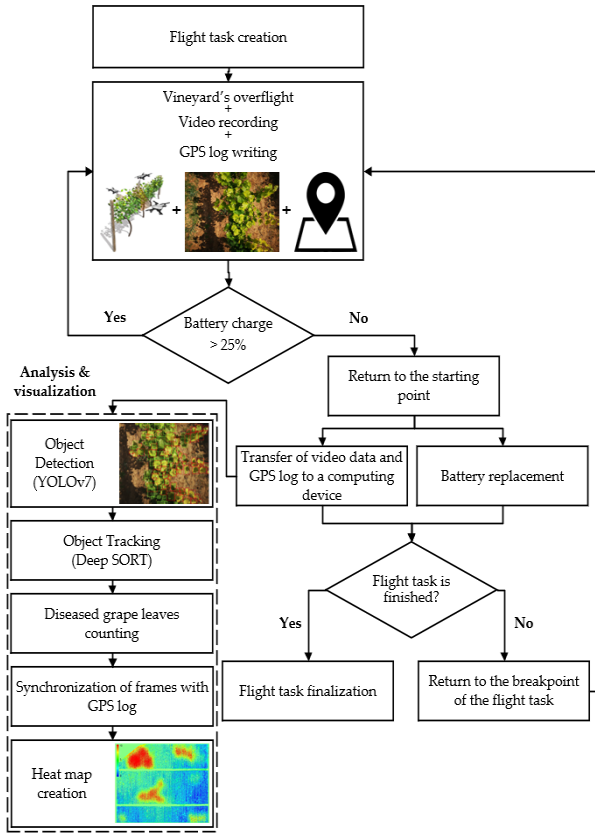 Flight task creation
Vineyard's overflight
+
Video recording
+
GPS log writing
+
+
Yes
Battery charge
> 25%
No
Return to the starting
point
Analysis &
visualization
Object
Detection
(YOLOv7)
Transfer of video data and
GPS log to a computing
device
Battery replacement
Object Tracking
(Deep SORT)
Flight task is
finished?
Diseased grape leaves
counting
Yes
No
Synchronization of frames with
GPS log
Flight task finalization
Return to the breakpoint
of the flight task
Heat map
creation